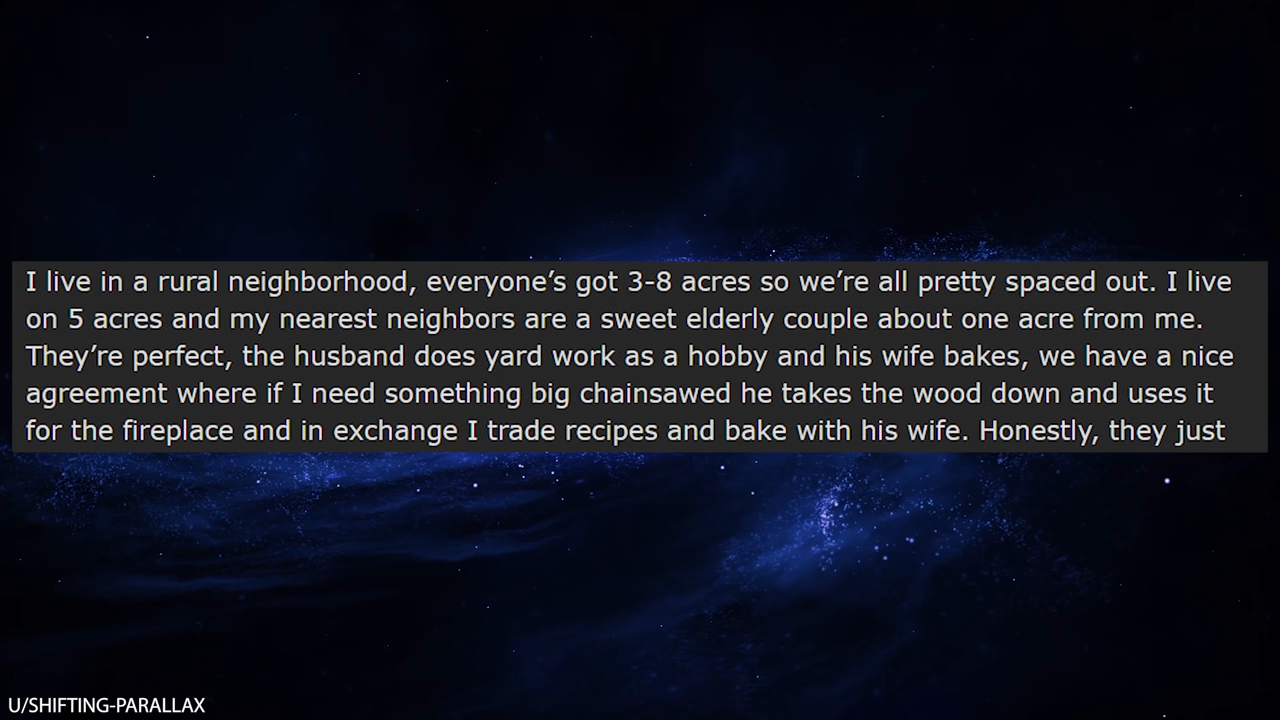 I live in a rural neighborhood, everyone’s got 3-8 acres so we’re all pretty spaced out. I live
on 5 acres and my nearest neighbors are a sweet elderly couple about one acre from me.
They’re perfect, the husband does yard work as a hobby and his wife bakes, we have a nice
agreement where if I need something big chainsawed he takes the wood down and uses it
for the fireplace and in exchange I trade recipes and bake with his wife. Honestly, they just
U/SHIFTING-PARALLAX